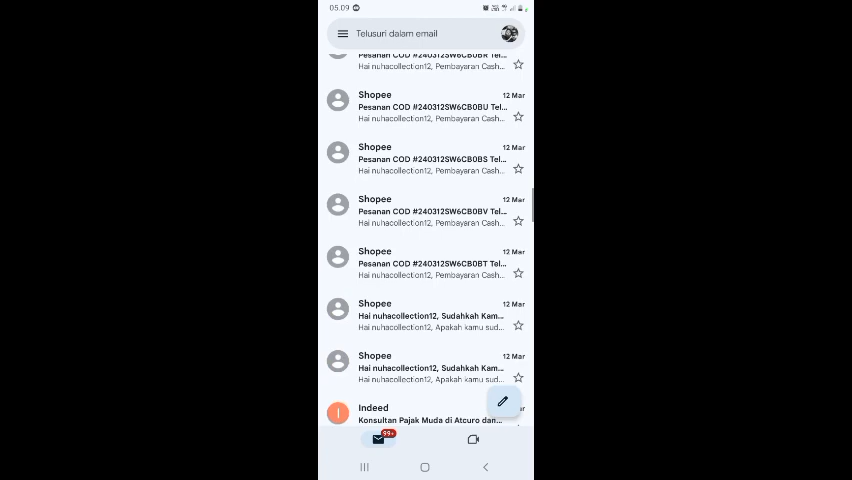 05.09
Telusuri dalam email
Pesanan COD #240312SW6CB0BR Tel...
Hai nuhacollection12, Pembayaran Cash...
Shopee 12 Mar
Pesanan COD #240312SW6CB0BU Tel...
Hai nuhacollection12, Pembayaran Cash...
Shopee 12 Mar
Pesanan COD #240312SW6CB0BS Tel...
Hai nuhacollection12, Pembayaran Cash...
Shopee 12 Mar
Pesanan COD #240312SW6CB0BV Tel...
Hai nuhacollection12, Pembayaran Cash...
Shopee 12 Mar
Pesanan COD #240312SW6CB0BT Tel...
Hai nuhacollection12, Pembayaran Cash...
Shopee 12 Mar
Hai nuhacollection12, Sudahkah Kam...
Hai nuhacollection12, Apakah kamu sud...
Shopee 12 Mar
Hai nuhacollection12, Sudahkah Kam...
Hai nuhacollection12, Apakah kamu sud...
I
Indeed
Konsultan Pajak Muda di Atcuro dan...
99+